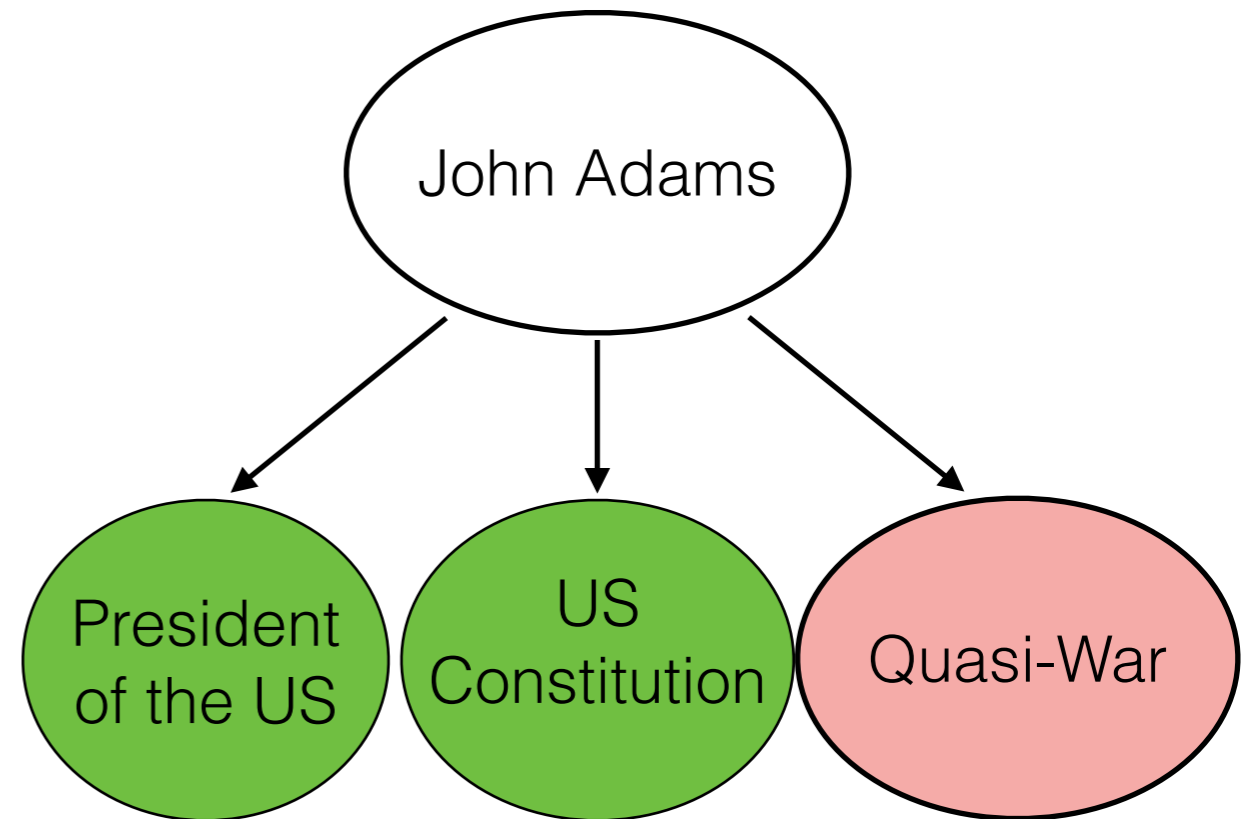 John Adams
President
of the US
US
Constitution
Quasi-War